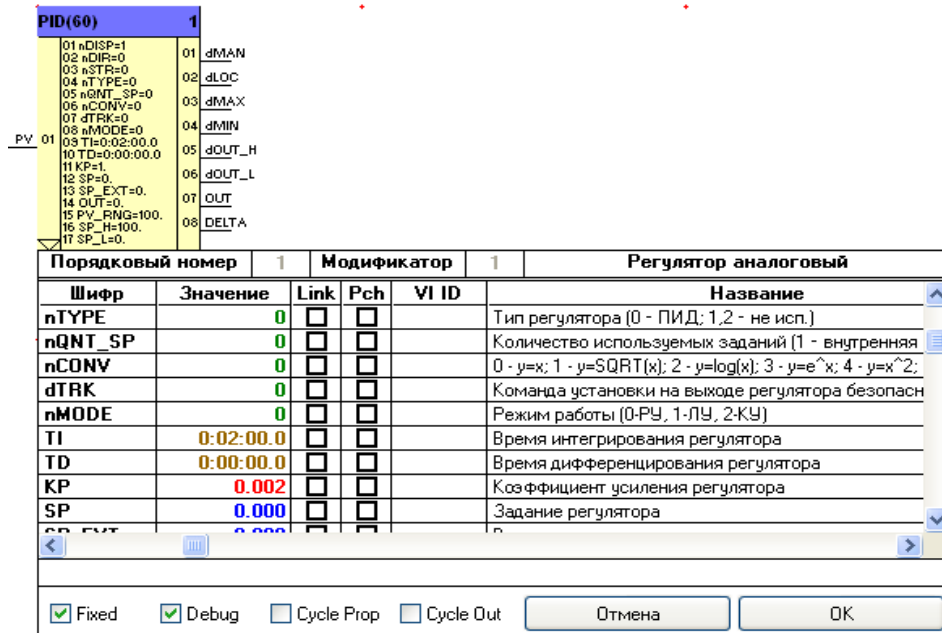 PID(60) 1
01 nDISP=1
02 nDIR=0
03 nSTR=0
04 nTYPE=0
05 nQNT_SP=0
06 nCONV=0
07 dTRK=0
08 nMODE=0
09 TI=0:02:00.0
10 TD=0:00:00.0
11 KP=1.
12 SP=0.
13 SP_EXT=0.
14 OUT=0.
15 PV_RNG=100.
16 SP_H=100.
17 SP_L=0.
PV 01
01 dMAN
02 dLOC
03 dMAX
04 dMIN
05 dOUT_H
06 dOUT_L
07 OUT
08 DELTA
Порядковый номер 1 Модификатор 1 Регулятор аналоговый
Шифр Значение Link Pch VI ID Название
nTYPE 0 Тип регулятора (0 - ПИД; 1,2 - не исп.)
nQNT_SP 0 Количество используемых заданий (1 - внутренняя
nCONV 0 0 - y=x; 1 - y=SQRT(x); 2 - y=log(x); 3 - y=e^x; 4 - y=x^2;
dTRK 0 Команда установки на выходе регулятора безопасн
nMODE 0 Режим работы (0-РУ, 1-ЛУ, 2-КУ)
TI 0:02:00.0 Время интегрирования регулятора
TD 0:00:00.0 Время дифференцирования регулятора
KP 0.002 Коэффициент усиления регулятора
SP 0.000 Задание регулятора
SP_EXT 0.000
Fixed Debug Cycle Prop Cycle Out Отмена OK